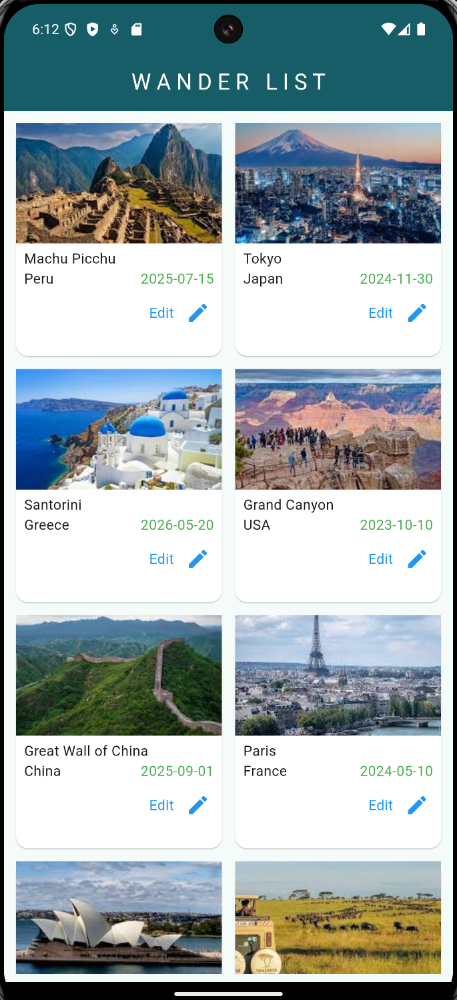 6:12
WANDER LIST
Machu Picchu
Peru 2025-07-15
Edit
Tokyo
Japan 2024-11-30
Edit
Santorini
Greece 2026-05-20
Edit
Grand Canyon
USA 2023-10-10
Edit
Great Wall of China
China 2025-09-01
Edit
Paris
France 2024-05-10
Edit
TANZANIA